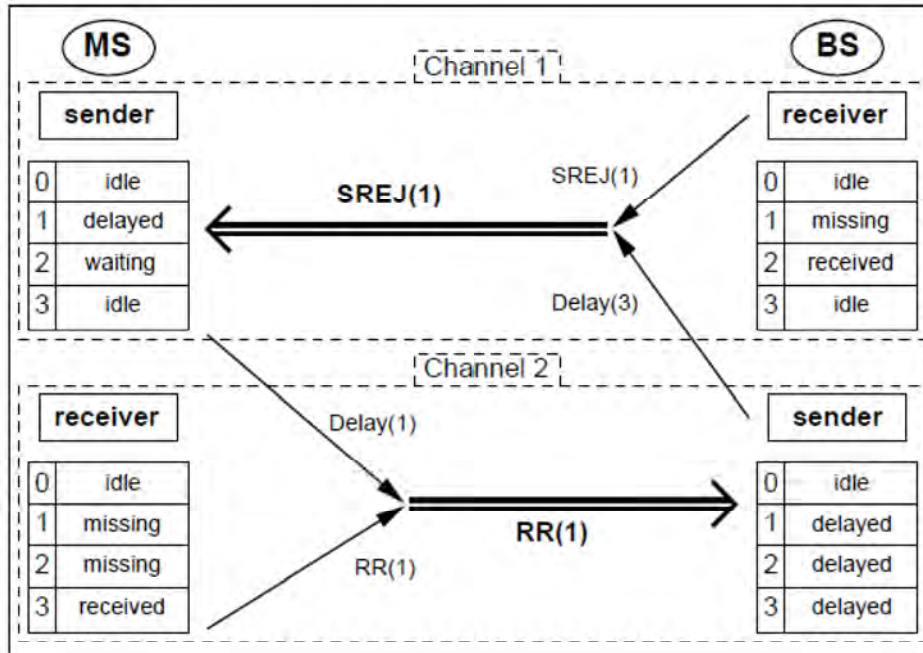 MS
BS
Channel 1
sender
receiver
0 idle
1 delayed
2 waiting
3 idle
SREJ(1)
SREJ(1)
Delay(3)
0 idle
1 missing
2 received
3 idle
Channel 2
receiver
sender
0 idle
1 missing
2 missing
3 received
Delay(1)
RR(1)
RR(1)
0 idle
1 delayed
2 delayed
3 delayed